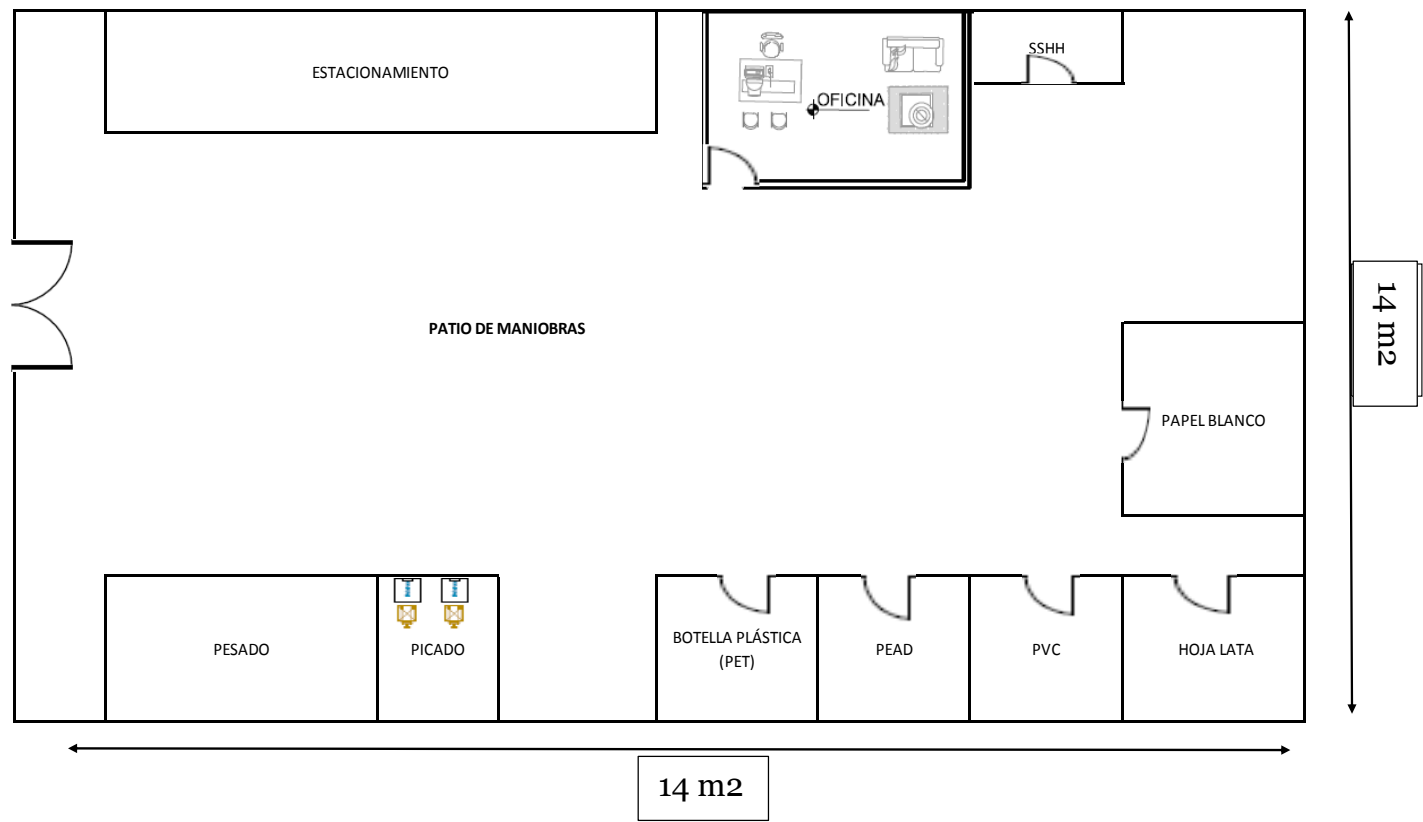 ESTACIONAMIENTO
SSHH
OFICINA
14 m2
PATIO DE MANIOBRAS
PAPEL BLANCO
PESADO
PICADO
BOTELLA PLÁSTICA
(PET)
PEAD
PVC
HOJA LATA
14 m2